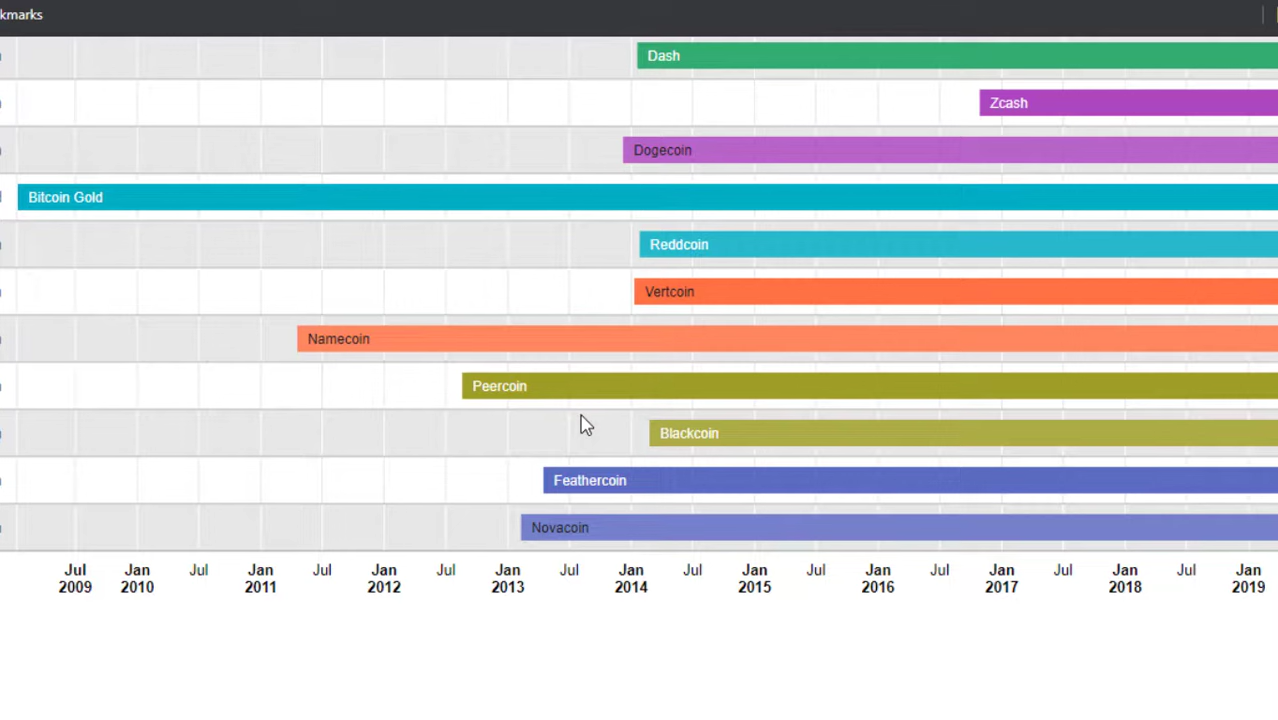 kmarks
Dash
Zcash
Dogecoin
Bitcoin Gold
Reddcoin
Vertcoin
Namecoin
Peercoin
Blackcoin
Feathercoin
Novacoin
Jul Jan Jul Jan Jul Jan Jul Jan Jul Jan Jul Jan Jul Jan Jul Jan Jul Jan Jul Jan
2009 2010 2011 2012 2013 2014 2015 2016 2017 2018 2019